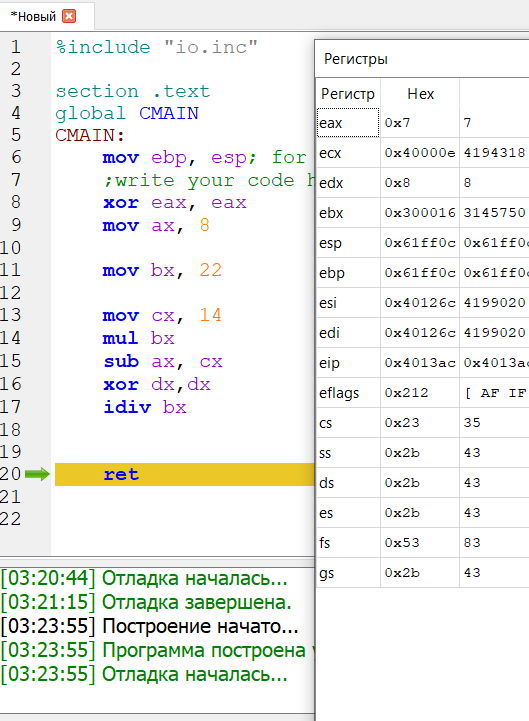 *Новый
1 %include "io.inc"
2
3 section .text
4 global CMAIN
5 CMAIN:
6 mov ebp, esp; for
7 ;write your code
8 xor eax, eax
9 mov ax, 8
10
11 mov bx, 22
12
13 mov cx, 14
14 mul bx
15 sub ax, cx
16 xor dx,dx
17 idiv bx
18
19
20 ret
21
22
Регистры
Регистр Hex
eax 0x7 7
ecx 0x40000e 4194318
edx 0x8 8
ebx 0x300016 3145750
esp 0x61ff0c 0x61ff0c
ebp 0x61ff0c 0x61ff0c
esi 0x40126c 4199020
edi 0x40126c 4199020
eip 0x4013ac 0x4013ac
eflags 0x212 [ AF IF
cs 0x23 35
ss 0x2b 43
ds 0x2b 43
es 0x2b 43
fs 0x53 83
gs 0x2b 43
[03:20:44] Отладка началась...
[03:21:15] Отладка завершена.
[03:23:55] Построение начато...
[03:23:55] Программа построена
[03:23:55] Отладка началась...